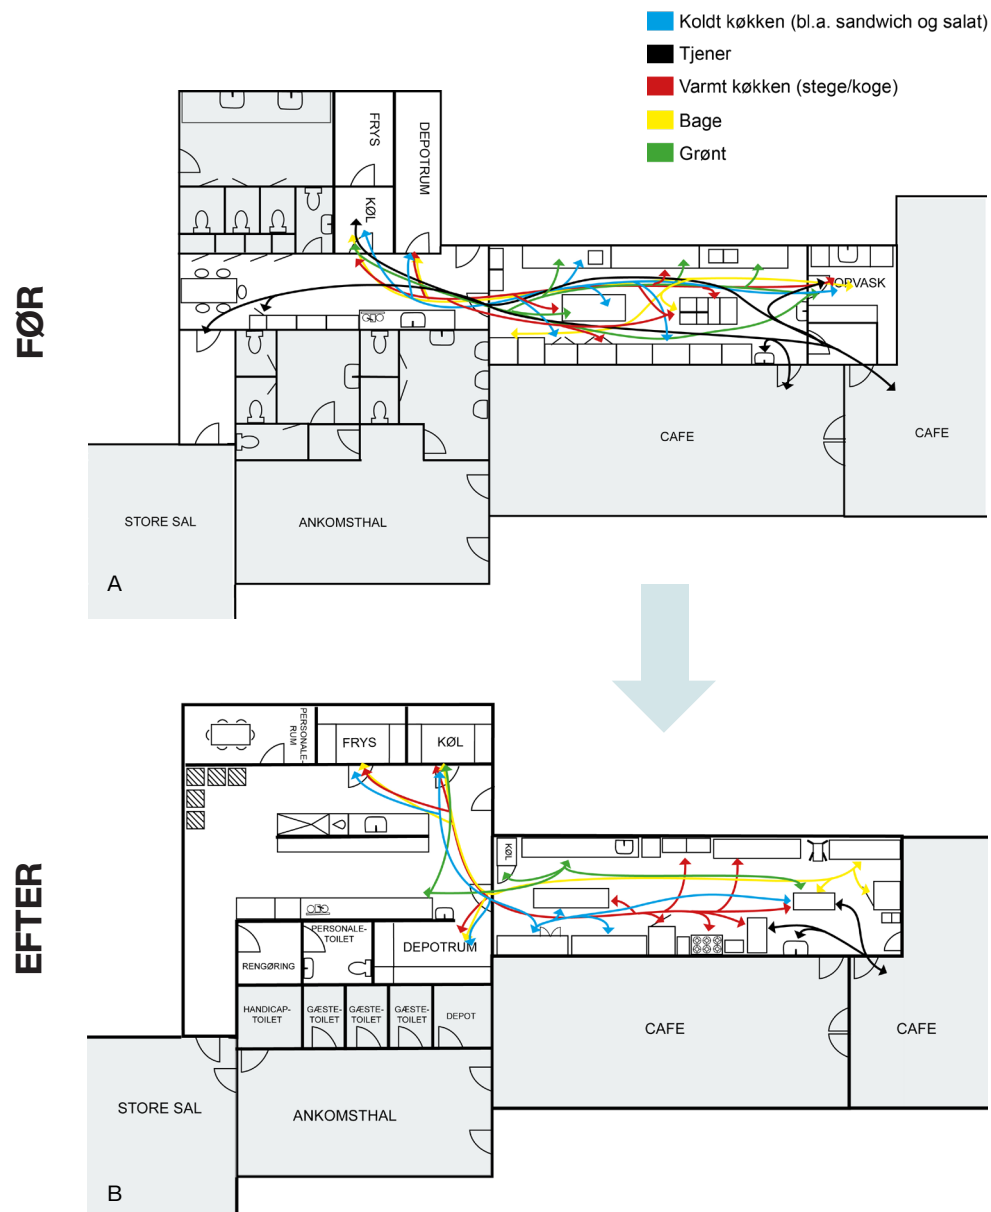 Koldt køkken (bl.a. sandwich og salat)
Tjener
Varmt køkken (stege/koge)
Bage
Grønt
FØR
FRYS
DEPOTRUM
KØL
OPVASK
CAFE
CAFE
STORE SAL
ANKOMSTHAL
A
EFTER
PERSONALE-
RUM
FRYS
KØL
KØL
PERSONALE-
TOILET
DEPOTRUM
RENGØRING
HANDICAP-
TOILET
GÆSTE-
TOILET
GÆSTE-
TOILET
GÆSTE-
TOILET
DEPOT
CAFE
CAFE
STORE SAL
ANKOMSTHAL
B